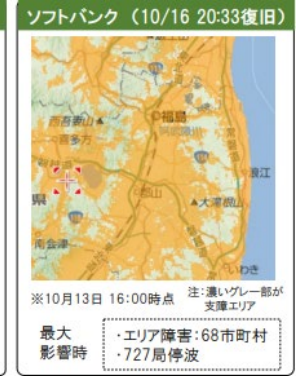 ソフトバンク（10/16 20:33復旧）
西吾妻山▲
喜多方
福島
浪江
県
郡山
▲大滝根山
南会津
いわき
※10月13日 16:00時点
注：濃いグレー部が
支障エリア
最大
影響時
・エリア障害：68市町村
・727局停波